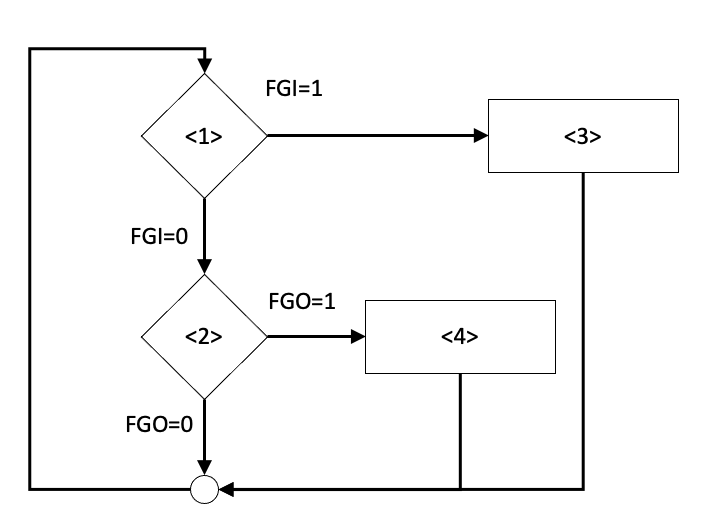 FGI=1
<1>
<3>
FGI=0
FGO=1
<2>
<4>
FGO=0